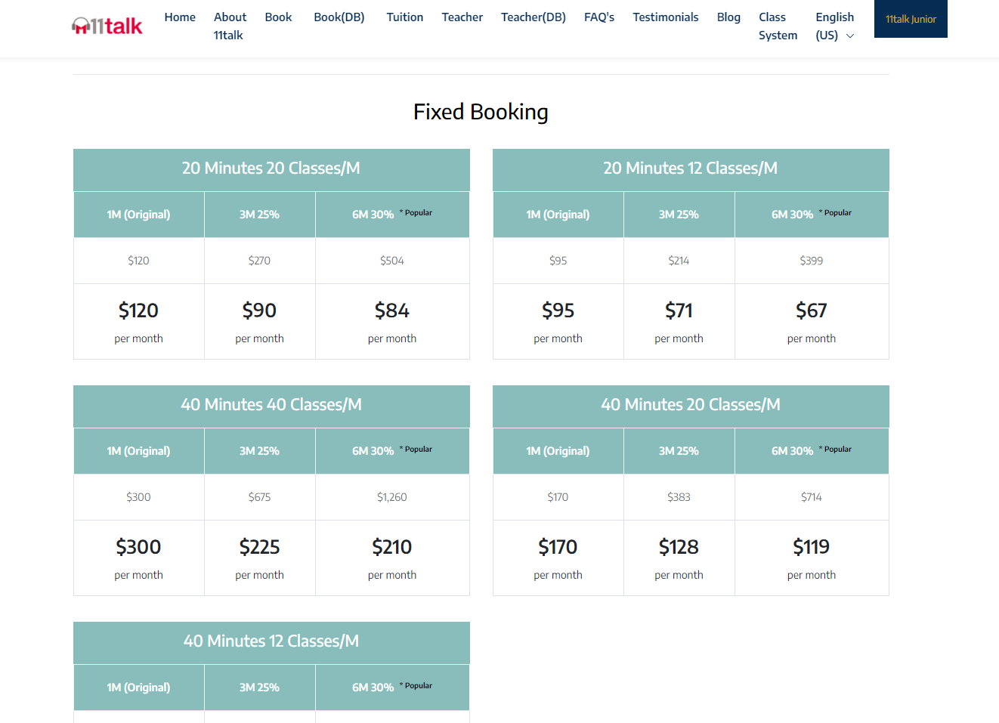 11talk
Home
About 11talk
Book
Book(DB)
Tuition
Teacher
Teacher(DB)
FAQ's
Testimonials
Blog
Class System
English (US)
11talk Junior
Fixed Booking
20 Minutes 20 Classes/M
1M (Original) 3M 25% 6M 30% * Popular
$120 $270 $504
$120 $90 $84
per month per month per month
20 Minutes 12 Classes/M
1M (Original) 3M 25% 6M 30% * Popular
$95 $214 $399
$95 $71 $67
per month per month per month
40 Minutes 40 Classes/M
1M (Original) 3M 25% 6M 30% * Popular
$300 $675 $1,260
$300 $225 $210
per month per month per month
40 Minutes 20 Classes/M
1M (Original) 3M 25% 6M 30% * Popular
$170 $383 $714
$170 $128 $119
per month per month per month
40 Minutes 12 Classes/M
1M (Original) 3M 25% 6M 30% * Popular